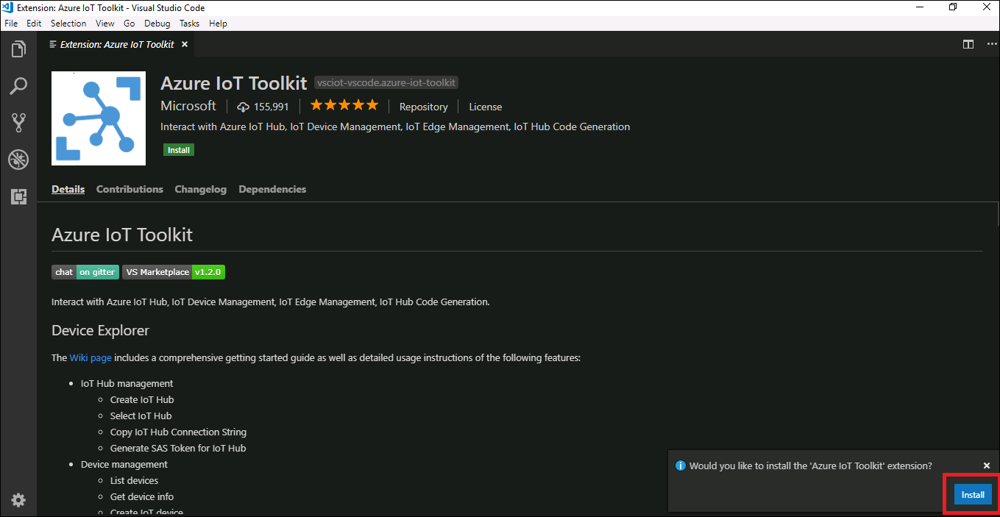 Extension: Azure IoT Toolkit - Visual Studio Code
File Edit Selection View Go Debug Tasks Help
Extension: Azure IoT Toolkit
Azure IoT Toolkit vsciot-vscode.azure-iot-toolkit
Microsoft 155,991 Repository License
Interact with Azure IoT Hub, IoT Device Management, IoT Edge Management, IoT Hub Code Generation
Install
Details Contributions Changelog Dependencies
Azure IoT Toolkit
chat on gitter VS Marketplace v1.2.0
Interact with Azure IoT Hub, IoT Device Management, IoT Edge Management, IoT Hub Code Generation.
Device Explorer
The Wiki page includes a comprehensive getting started guide as well as detailed usage instructions of the following features:
IoT Hub management
Create IoT Hub
Select IoT Hub
Copy IoT Hub Connection String
Generate SAS Token for IoT Hub
Device management
List devices
Get device info
Create IoT device
Would you like to install the 'Azure IoT Toolkit' extension?
Install